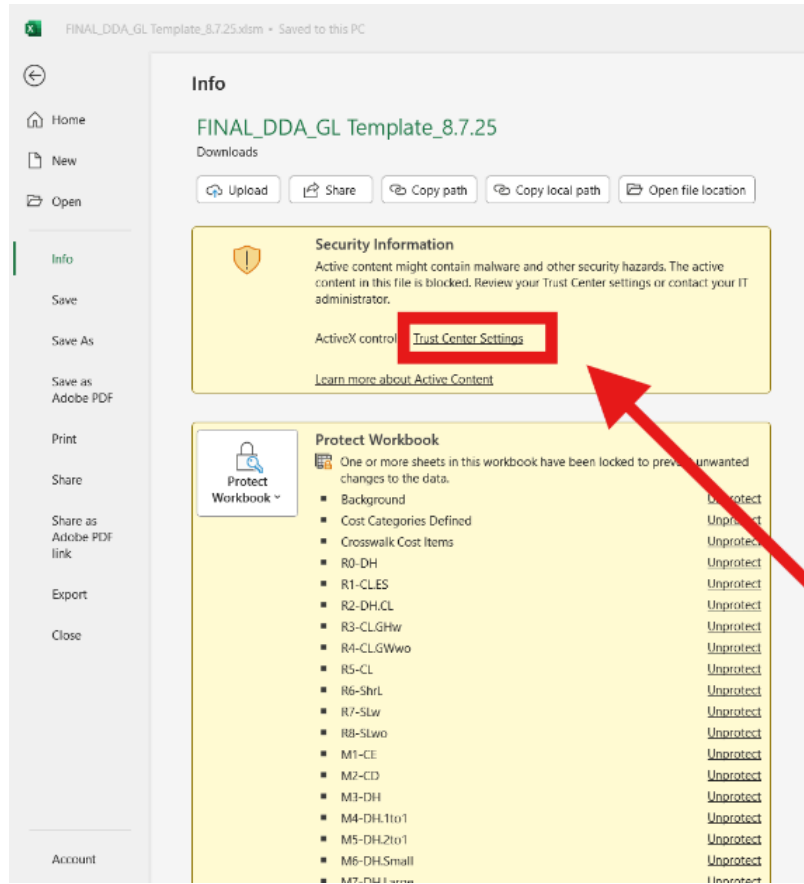 FINAL_DDA_GL Template_8.7.25.xlsm • Saved to this PC
Info
Home
New
Open
Info
Save
Save As
Save as
Adobe PDF
Print
Share
Share as
Adobe PDF
link
Export
Close
Account
FINAL_DDA_GL Template_8.7.25
Downloads
Upload
Share
Copy path
Copy local path
Open file location
Security Information
Active content might contain malware and other security hazards. The active
content in this file is blocked. Review your Trust Center settings or contact your IT
administrator.
ActiveX control Trust Center Settings
Learn more about Active Content
Protect
Workbook
Protect Workbook
One or more sheets in this workbook have been locked to prevent unwanted
changes to the data.
Background Unprotect
Cost Categories Defined Unprotect
Crosswalk Cost Items Unprotect
R0-DH Unprotect
R1-CL.ES Unprotect
R2-DH.CL Unprotect
R3-CL.GHw Unprotect
R4-CL.GWwo Unprotect
R5-CL Unprotect
R6-ShrL Unprotect
R7-SLw Unprotect
R8-SLwo Unprotect
M1-CE Unprotect
M2-CD Unprotect
M3-DH Unprotect
M4-DH.1to1 Unprotect
M5-DH.2to1 Unprotect
M6-DH.Small Unprotect
M7-DH.Large Unprotect